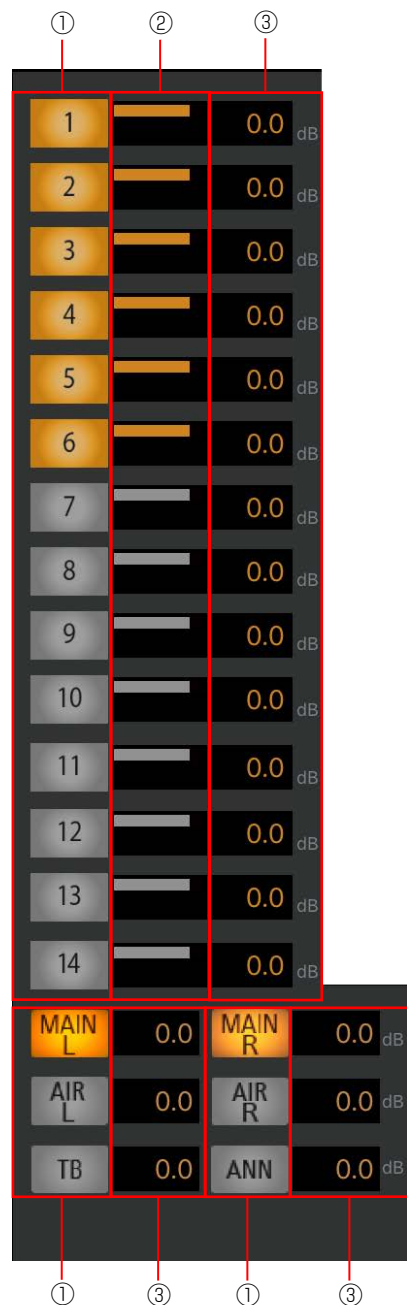 ① ② ③
1 0.0 dB
2 0.0 dB
3 0.0 dB
4 0.0 dB
5 0.0 dB
6 0.0 dB
7 0.0 dB
8 0.0 dB
9 0.0 dB
10 0.0 dB
11 0.0 dB
12 0.0 dB
13 0.0 dB
14 0.0 dB
MAIN L 0.0 MAIN R 0.0 dB
AIR L 0.0 AIR R 0.0 dB
TB 0.0 ANN 0.0 dB
① ③ ① ③